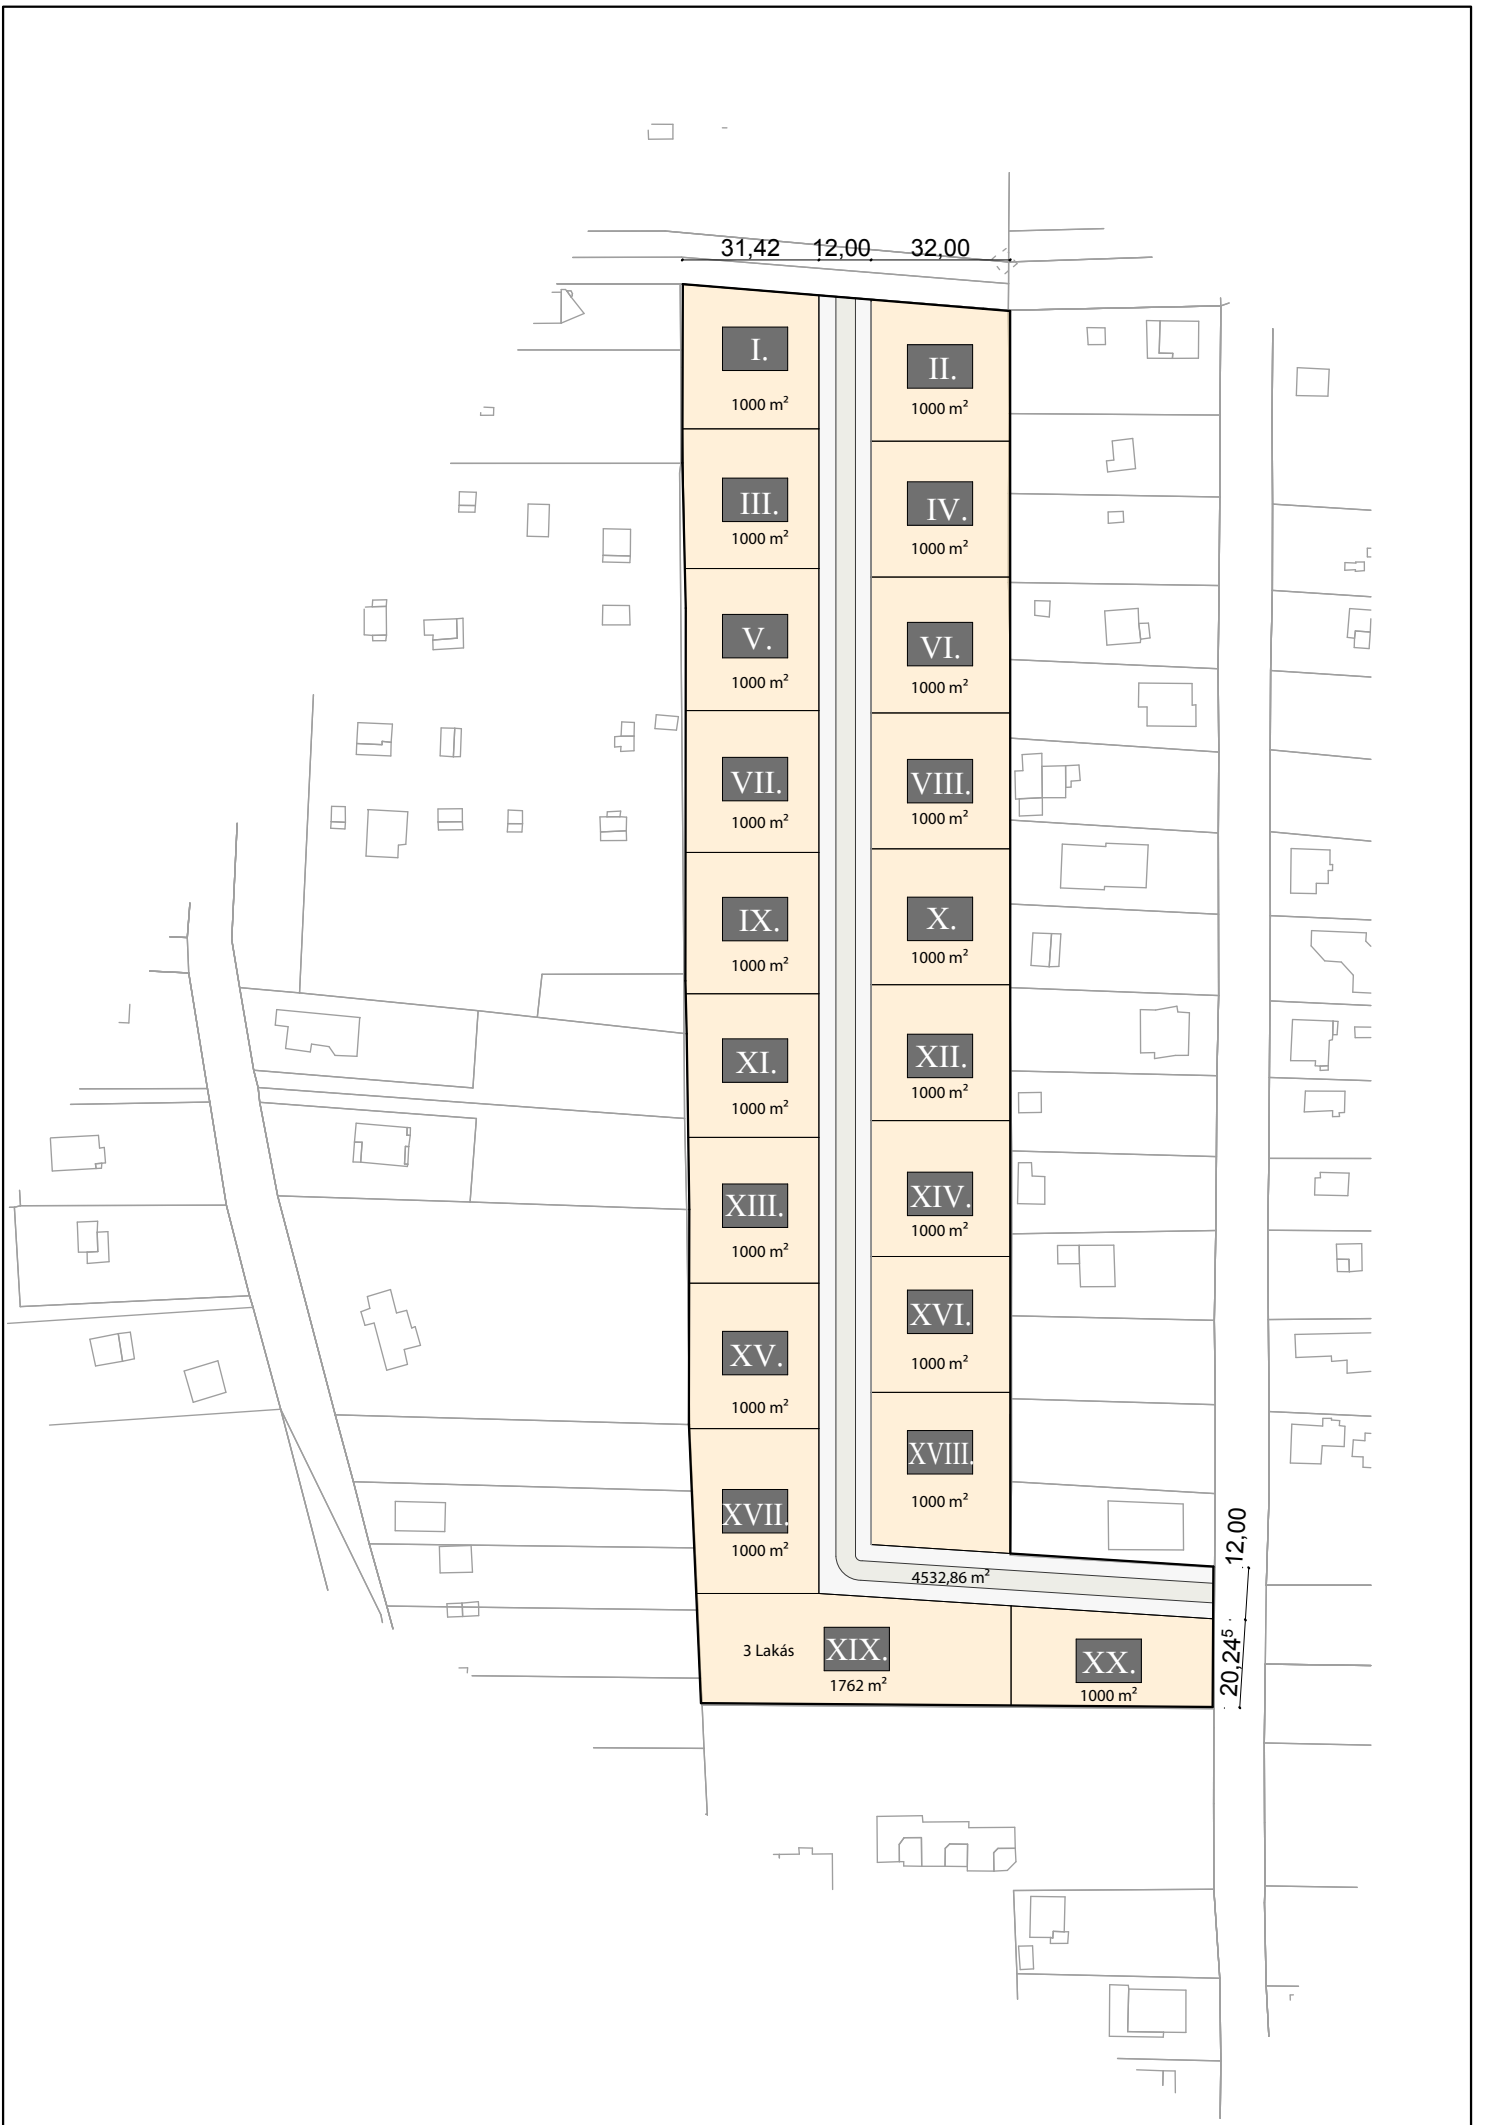 31,42 12,00 32,00
I.
1000 m²
II.
1000 m²
III.
1000 m²
IV.
1000 m²
V.
1000 m²
VI.
1000 m²
VII.
1000 m²
VIII.
1000 m²
IX.
1000 m²
X.
1000 m²
XI.
1000 m²
XII.
1000 m²
XIII.
1000 m²
XIV.
1000 m²
XV.
1000 m²
XVI.
1000 m²
XVII.
1000 m²
XVIII.
1000 m²
4532,86 m²
12,00
3 Lakás
XIX.
1762 m²
XX.
1000 m²
20,24⁵